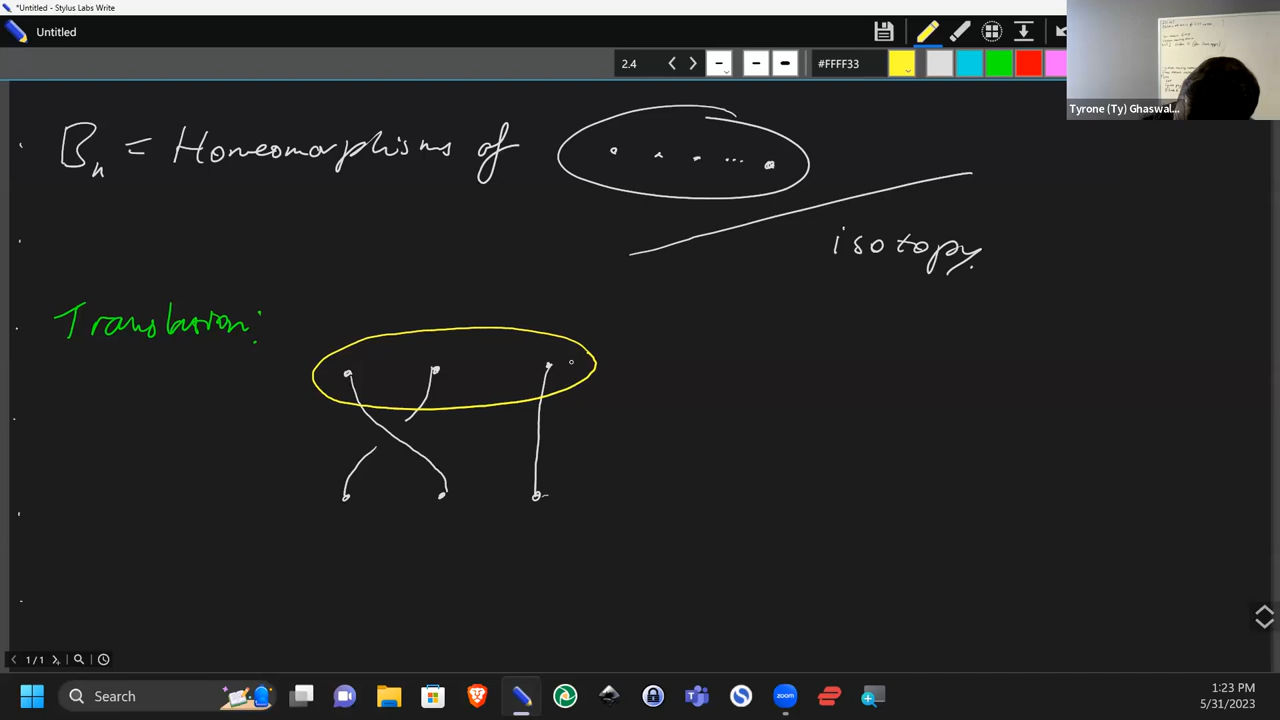 *Untitled - Stylus Labs Write
Untitled
2.4
#FFFF33
Tyrone (Ty) Ghaswal...
Bn = Homeomorphisms of ...
isotopy.
Translation:
1/1
Search
1:23 PM
5/31/2023